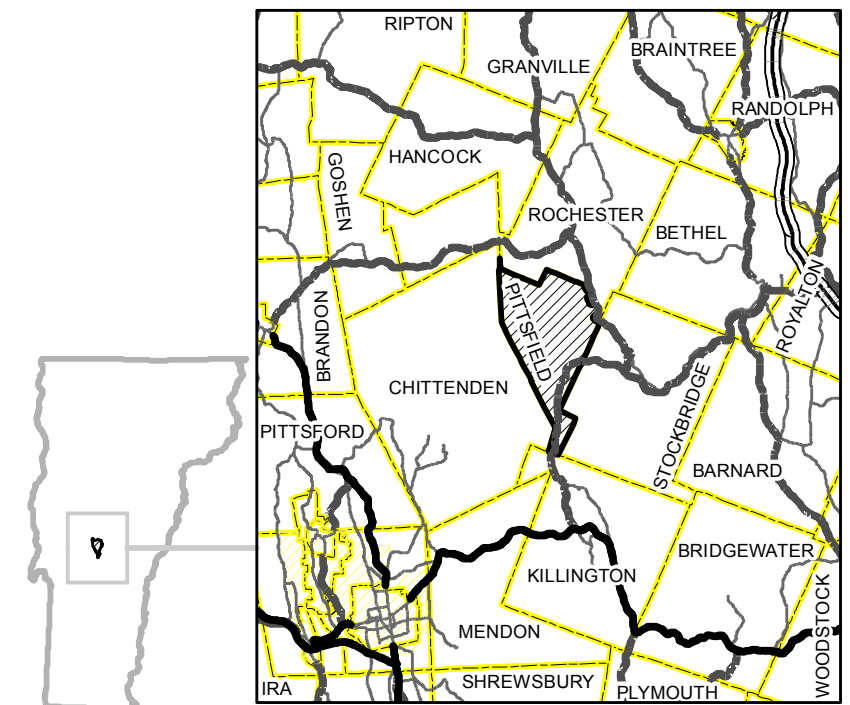 RIPTON
BRAINTREE
GRANVILLE
RANDOLPH
HANCOCK
GOSHEN
ROCHESTER
BETHEL
PITTSFIELD
ROYALTON
BRANDON
CHITTENDEN
STOCKBRIDGE
PITTSFORD
BARNARD
BRIDGEWATER
KILLINGTON
MENDON
WOODSTOCK
IRA
SHREWSBURY
PLYMOUTH